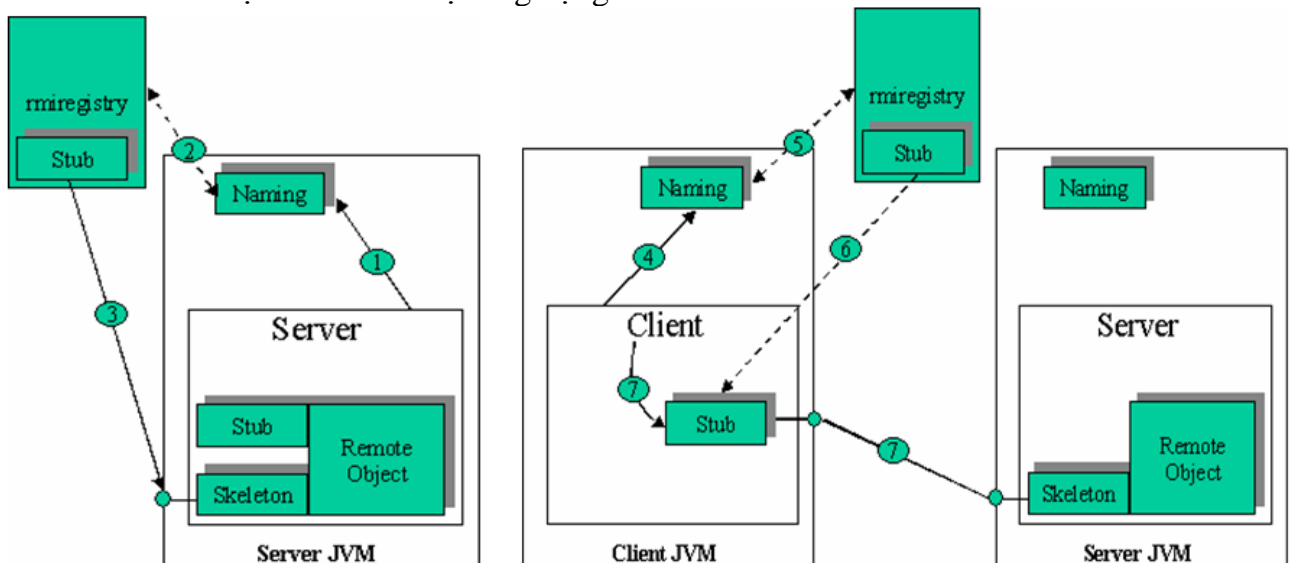 rmiregistry
Stub
2
Naming
1
3
Server
Stub
Remote
Object
Skeleton
Server JVM
rmiregistry
Stub
5
Naming
4
6
Client
7
Stub
7
Client JVM
Naming
Server
Remote
Object
Skeleton
Server JVM